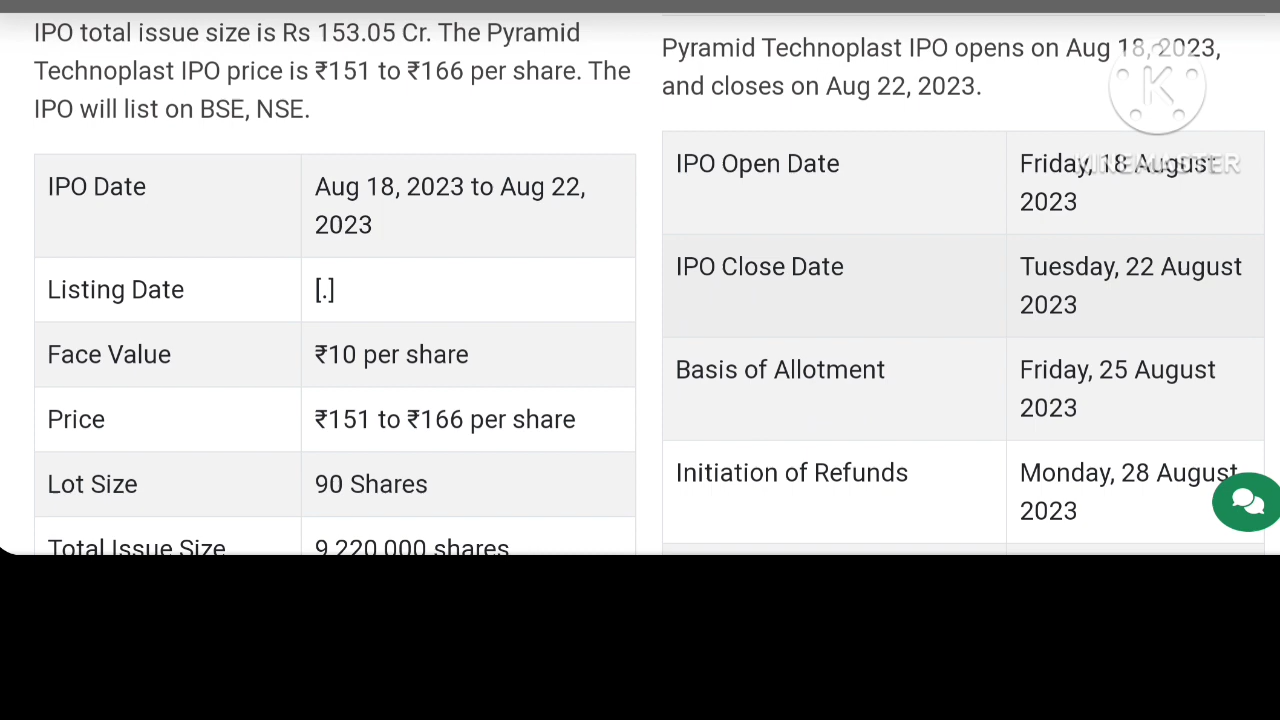 IPO total issue size is Rs 153.05 Cr. The Pyramid
Technoplast IPO price is ₹151 to ₹166 per share. The
IPO will list on BSE, NSE.
IPO Date
Aug 18, 2023 to Aug 22,
2023
Listing Date
[.]
Face Value
₹10 per share
Price
₹151 to ₹166 per share
Lot Size
90 Shares
Total Issue Size
9,220,000 shares
Pyramid Technoplast IPO opens on Aug 18, 2023,
and closes on Aug 22, 2023.
K
KINEMASTER
IPO Open Date
Friday, 18 August
2023
IPO Close Date
Tuesday, 22 August
2023
Basis of Allotment
Friday, 25 August
2023
Initiation of Refunds
Monday, 28 August
2023